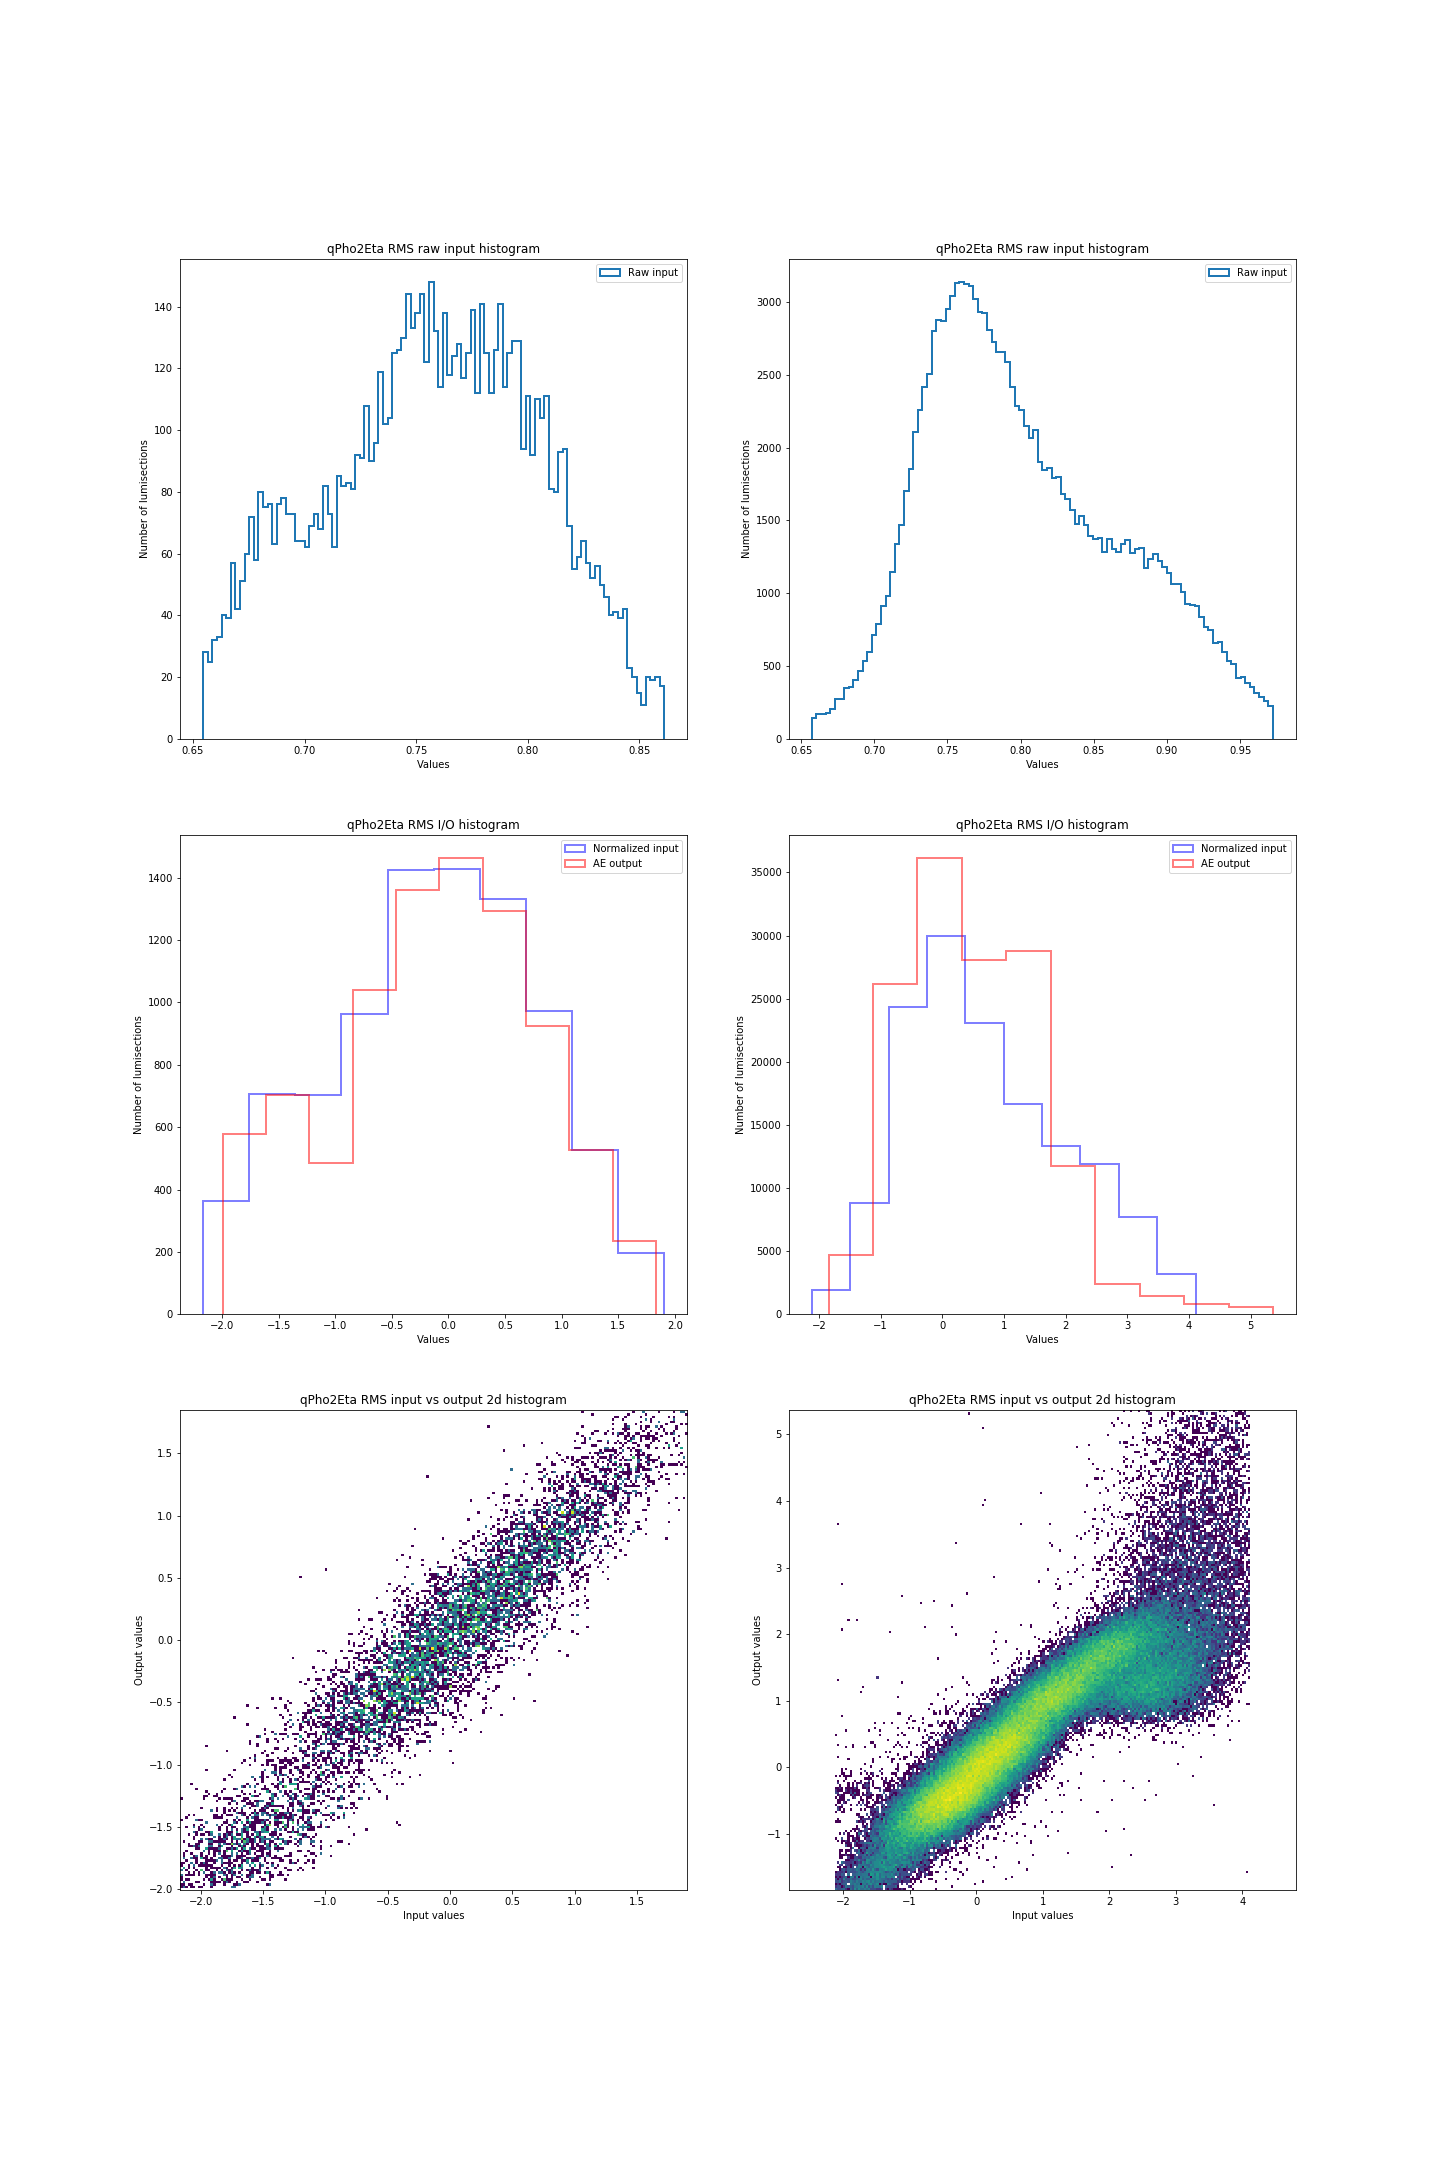 qPho2Eta RMS raw input histogram
Raw input
140
120
100
80
60
40
20
0
Number of lumisections
0.65 0.70 0.75 0.80 0.85
Values
qPho2Eta RMS raw input histogram
Raw input
3000
2500
2000
1500
1000
500
0
Number of lumisections
0.65 0.70 0.75 0.80 0.85 0.90 0.95
Values
qPho2Eta RMS I/O histogram
Normalized input
AE output
1400
1200
1000
800
600
400
200
0
Number of lumisections
−2.0 −1.5 −1.0 −0.5 0.0 0.5 1.0 1.5 2.0
Values
qPho2Eta RMS I/O histogram
Normalized input
AE output
35000
30000
25000
20000
15000
10000
5000
0
Number of lumisections
−2 −1 0 1 2 3 4 5
Values
qPho2Eta RMS input vs output 2d histogram
1.5
1.0
0.5
0.0
−0.5
−1.0
−1.5
−2.0
Output values
−2.0 −1.5 −1.0 −0.5 0.0 0.5 1.0 1.5
Input values
qPho2Eta RMS input vs output 2d histogram
5
4
3
2
1
0
−1
Output values
−2 −1 0 1 2 3 4
Input values